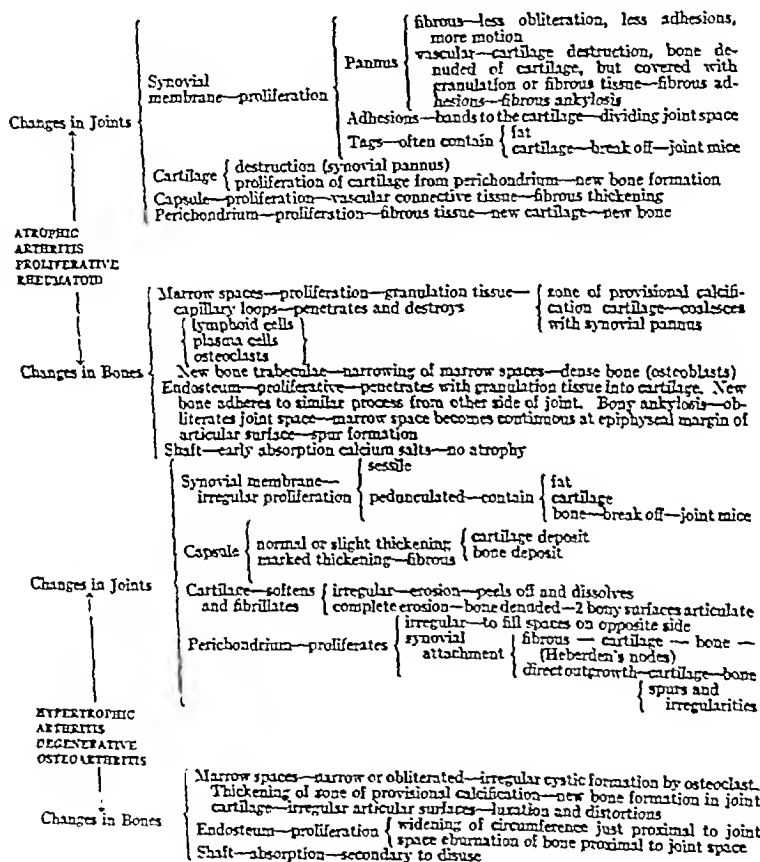 fibrous—less obliteration, less adhesions,
more motion
Pannus
vascular—cartilage destruction, bone de-
nuded of cartilage, but covered with
granulation or fibrous tissue—fibrous ad-
hesions—fibrous ankylosis
Synovial
membrane—proliferation
Adhesions—bands to the cartilage—dividing joint space
Tags—often contain
fat
cartilage—break off—joint mice
Changes in Joints
Cartilage
destruction (synovial pannus)
proliferation of cartilage from perichondrium—new bone formation
Capsule—proliferation—vascular connective tissue—fibrous thickening
Perichondrium—proliferation—fibrous tissue—new cartilage—new bone
ATROPHIC
ARTHRITIS
PROLIFERATIVE
RHEUMATOID
Marrow spaces—proliferation—granulation tissue—
capillary loops—penetrates and destroys
zone of provisional calcifi-
cation cartilage—coalesces
with synovial pannus
lymphoid cells
plasma cells
osteoclasts
Changes in Bones
New bone trabeculae—narrowing of marrow spaces—dense bone (osteoblasts)
Endosteum—proliferative—penetrates with granulation tissue into cartilage. New
bone adheres to similar process from other side of joint. Bony ankylosis—ob-
literates joint space—marrow space becomes continuous at epiphyseal margin of
articular surface—spur formation
Shaft—early absorption calcium salts—no atrophy
Synovial membrane—
irregular proliferation
sessile
pedunculated—contain
fat
cartilage
bone—break off—joint mice
Capsule
normal or slight thickening
marked thickening—fibrous
cartilage deposit
bone deposit
Changes in Joints
Cartilage—softens
and fibrillates
irregular—erosion—peels off and dissolves
complete erosion—bone denuded—2 bony surfaces articulate
Perichondrium—proliferates
irregular—to fill spaces on opposite side
synovial
attachment
fibrous — cartilage — bone —
(Heberden's nodes)
direct outgrowth—cartilage—bone
spurs and
irregularities
HYPERTROPHIC
ARTHRITIS
DEGENERATIVE
OSTEOARTHRITIS
Marrow spaces—narrow or obliterated—irregular cystic formation by osteoclast.
Thickening of zone of provisional calcification—new bone formation in joint
cartilage—irregular articular surfaces—luxation and distortions
Changes in Bones
Endosteum—proliferation
widening of circumference just proximal to joint
space eburnation of bone proximal to joint space
Shaft—absorption—secondary to disuse